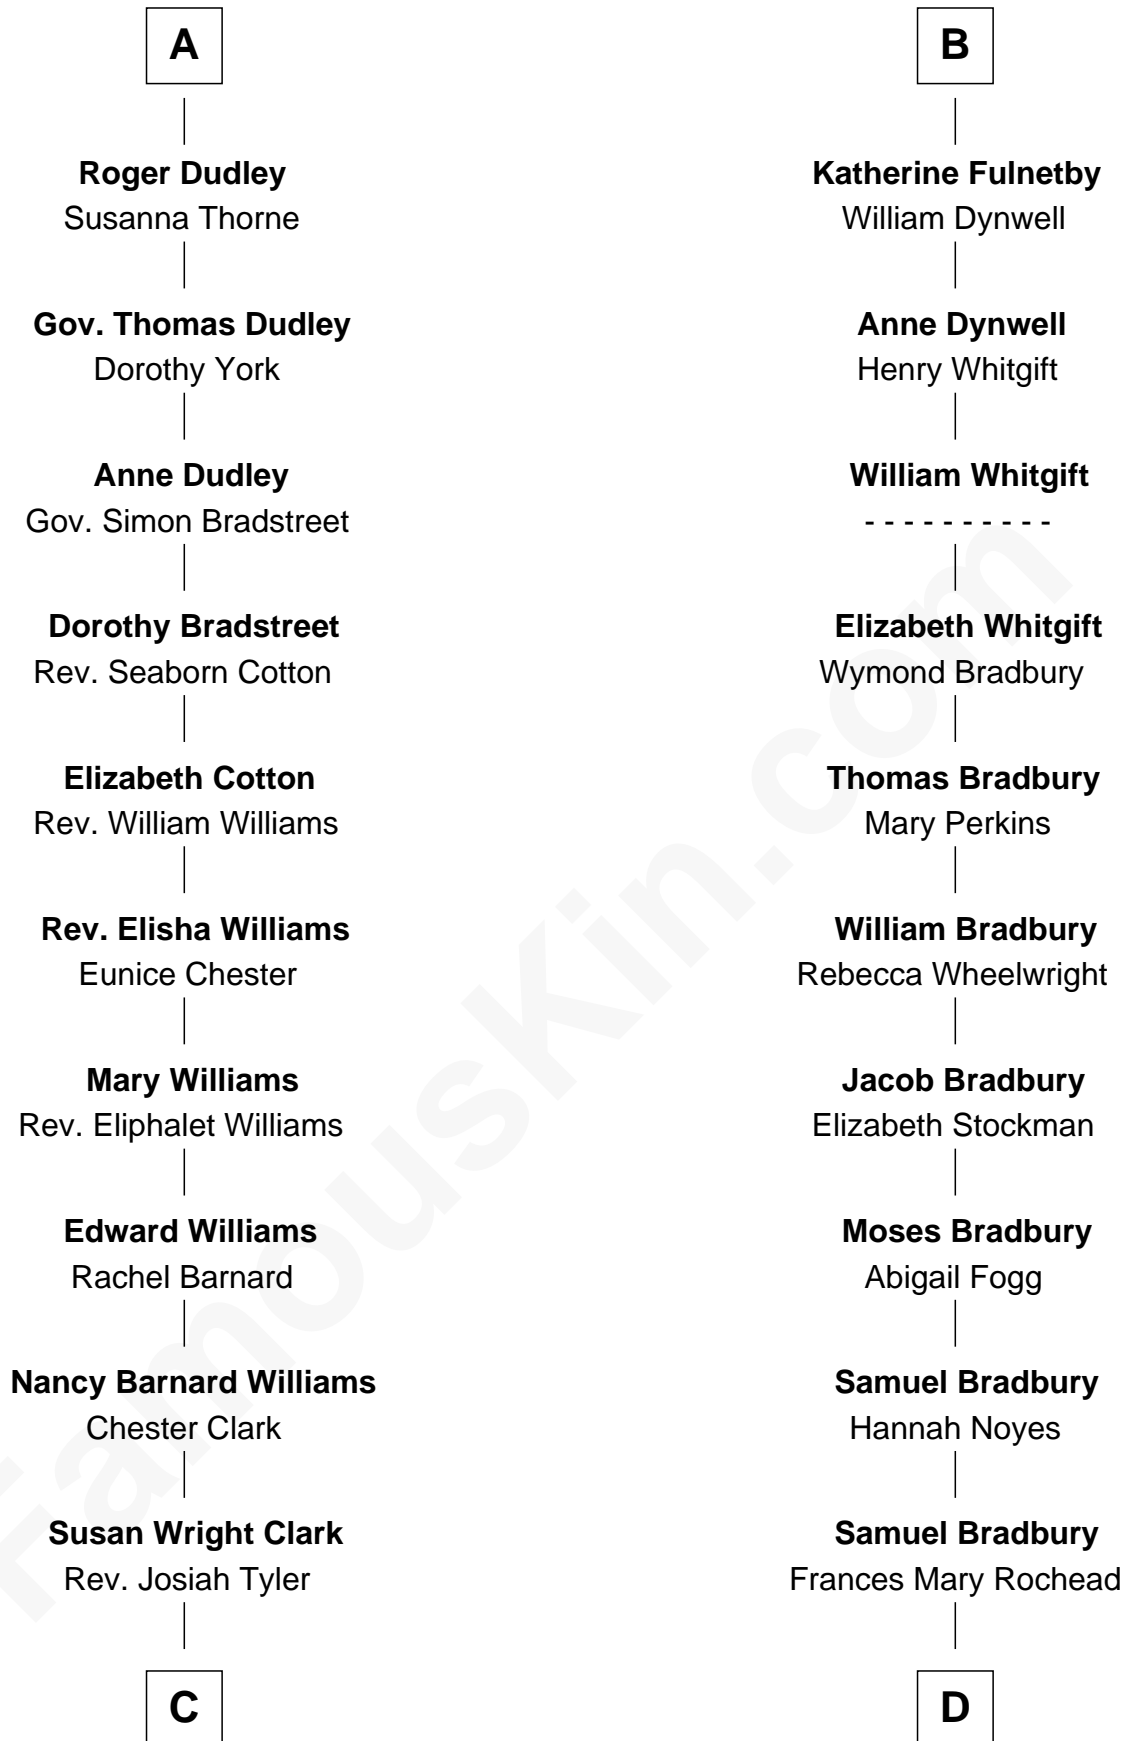 A
Roger Dudley
Susanna Thorne
Gov. Thomas Dudley
Dorothy York
Anne Dudley
Gov. Simon Bradstreet
Dorothy Bradstreet
Rev. Seaborn Cotton
Elizabeth Cotton
Rev. William Williams
Rev. Elisha Williams
Eunice Chester
Mary Williams
Rev. Eliphalet Williams
Edward Williams
Rachel Barnard
Nancy Barnard Williams
Chester Clark
Susan Wright Clark
Rev. Josiah Tyler
C
B
Katherine Fulnetby
William Dynwell
Anne Dynwell
Henry Whitgift
William Whitgift
- - - - - - - - - -
Elizabeth Whitgift
Wymond Bradbury
Thomas Bradbury
Mary Perkins
William Bradbury
Rebecca Wheelwright
Jacob Bradbury
Elizabeth Stockman
Moses Bradbury
Abigail Fogg
Samuel Bradbury
Hannah Noyes
Samuel Bradbury
Frances Mary Rochead
D
FamousKin.com